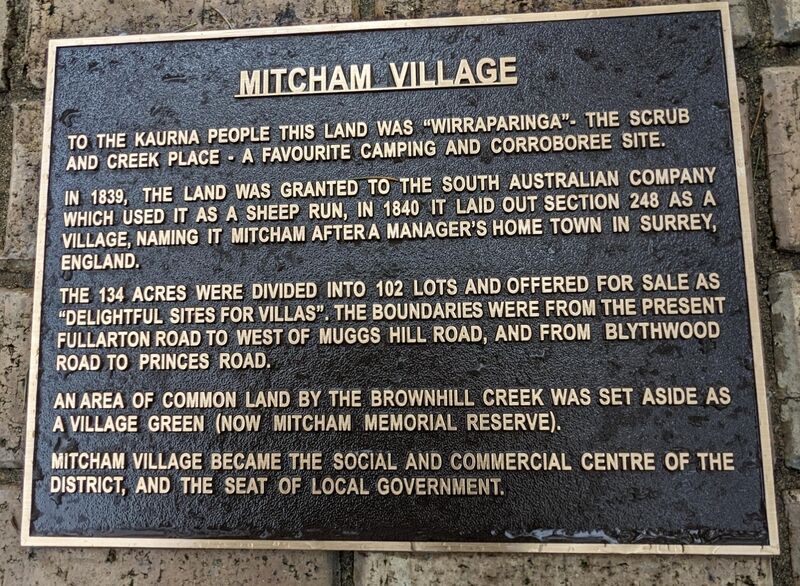 MITCHAM VILLAGE
TO THE KAURNA PEOPLE THIS LAND WAS "WIRRAPARINGA"- THE SCRUB
AND CREEK PLACE - A FAVOURITE CAMPING AND CORROBOREE SITE.
IN 1839, THE LAND WAS GRANTED TO THE SOUTH AUSTRALIAN COMPANY
WHICH USED IT AS A SHEEP RUN, IN 1840 IT LAID OUT SECTION 248 AS A
VILLAGE, NAMING IT MITCHAM AFTER A MANAGER'S HOME TOWN IN SURREY,
ENGLAND.
THE 134 ACRES WERE DIVIDED INTO 102 LOTS AND OFFERED FOR SALE AS
"DELIGHTFUL SITES FOR VILLAS". THE BOUNDARIES WERE FROM THE PRESENT
FULLARTON ROAD TO WEST OF MUGGS HILL ROAD, AND FROM BLYTHWOOD
ROAD TO PRINCES ROAD.
AN AREA OF COMMON LAND BY THE BROWNHILL CREEK WAS SET ASIDE AS
A VILLAGE GREEN (NOW MITCHAM MEMORIAL RESERVE).
MITCHAM VILLAGE BECAME THE SOCIAL AND COMMERCIAL CENTRE OF THE
DISTRICT, AND THE SEAT OF LOCAL GOVERNMENT.